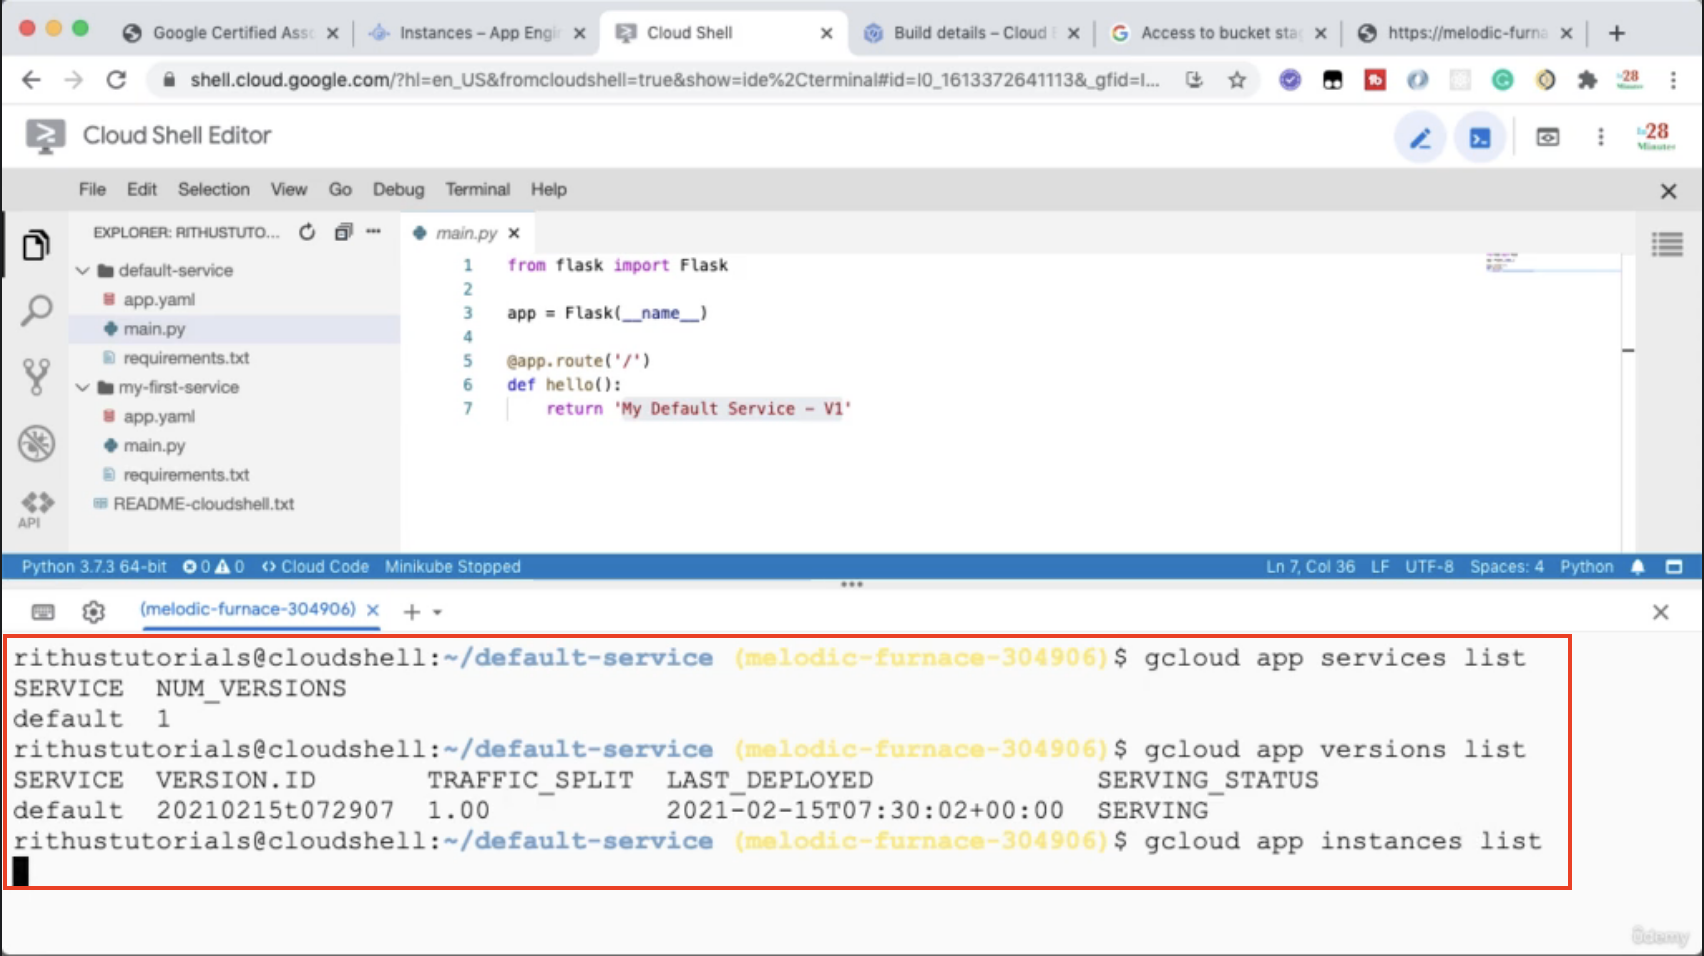 Google Certified Asso
Instances – App Engin
Cloud Shell
Build details – Cloud B
Access to bucket stag
https://melodic-furna
shell.cloud.google.com/?hl=en_US&fromcloudshell=true&show=ide%2Cterminal#id=I0_1613372641113&_gfid=I...
28
Minutes
Cloud Shell Editor
in28
Minutes
File Edit Selection View Go Debug Terminal Help
EXPLORER: RITHUSTUTO...
main.py
default-service
app.yaml
main.py
requirements.txt
my-first-service
app.yaml
main.py
requirements.txt
README-cloudshell.txt
API
1 from flask import Flask
2
3 app = Flask(__name__)
4
5 @app.route('/')
6 def hello():
7 return 'My Default Service – V1'
Python 3.7.3 64-bit 0 0 <> Cloud Code Minikube Stopped Ln 7, Col 36 LF UTF-8 Spaces: 4 Python
(melodic-furnace-304906)
rithustutorials@cloudshell:~/default-service (melodic-furnace-304906)$ gcloud app services list
SERVICE NUM_VERSIONS
default 1
rithustutorials@cloudshell:~/default-service (melodic-furnace-304906)$ gcloud app versions list
SERVICE VERSION.ID TRAFFIC_SPLIT LAST_DEPLOYED SERVING_STATUS
default 20210215t072907 1.00 2021-02-15T07:30:02+00:00 SERVING
rithustutorials@cloudshell:~/default-service (melodic-furnace-304906)$ gcloud app instances list
ûdemy